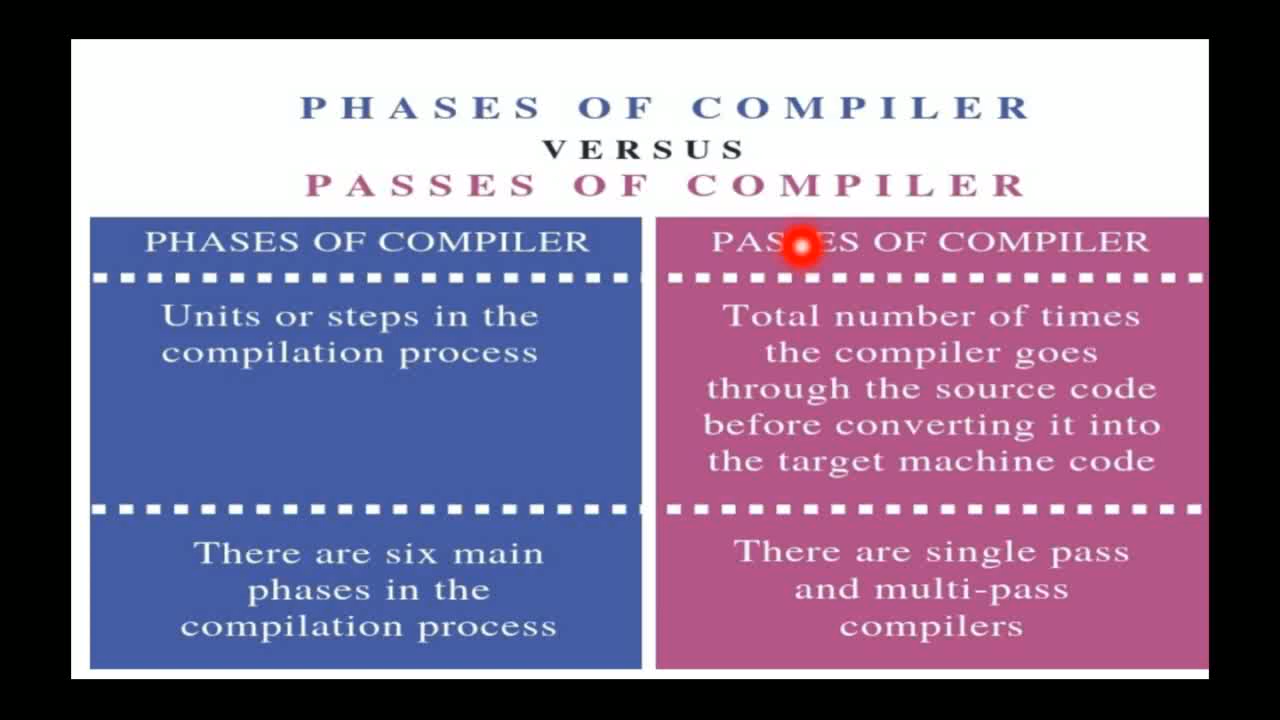 PHASES OF COMPILER
VERSUS
PASSES OF COMPILER
PHASES OF COMPILER
Units or steps in the
compilation process
There are six main
phases in the
compilation process
PASSES OF COMPILER
Total number of times
the compiler goes
through the source code
before converting it into
the target machine code
There are single pass
and multi-pass
compilers